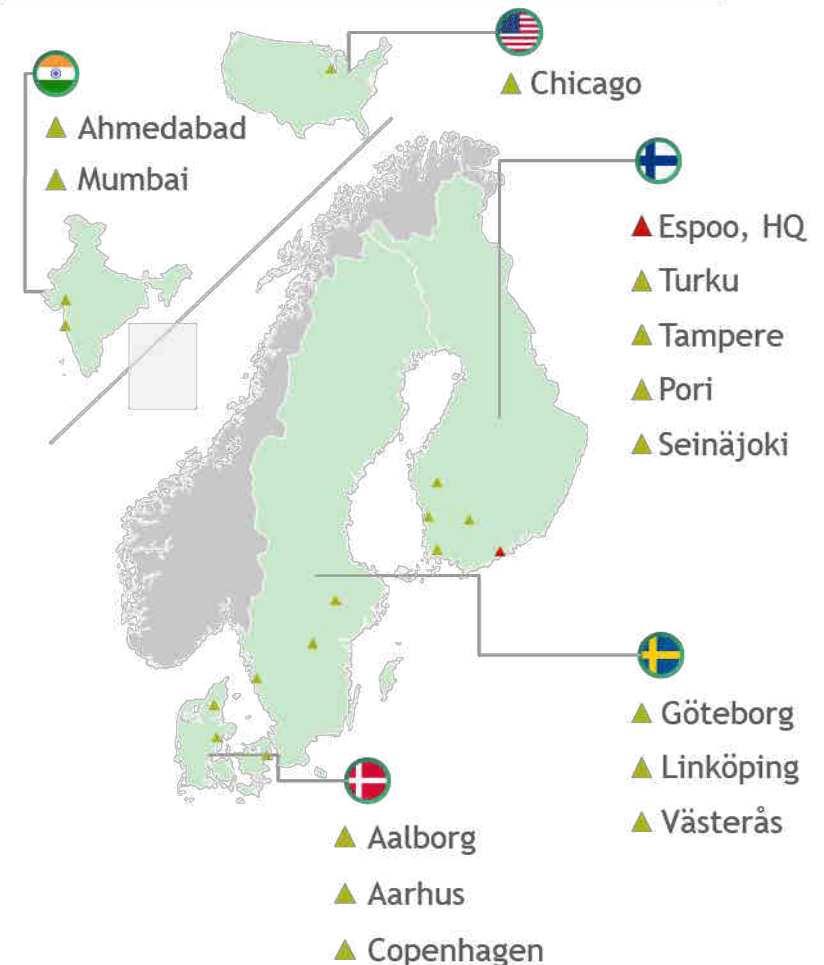 Chicago
Ahmedabad
Mumbai
Espoo, HQ
Turku
Tampere
Pori
Seinäjoki
Göteborg
Linköping
Västerås
Aalborg
Aarhus
Copenhagen